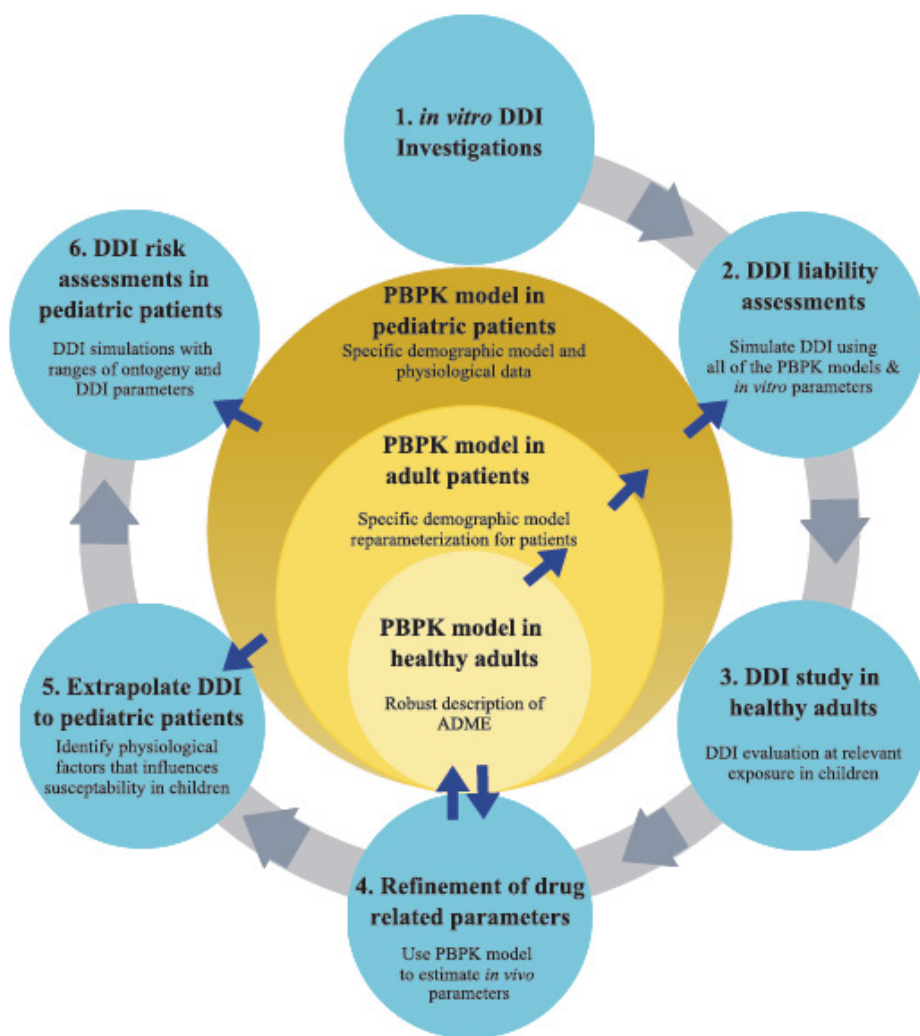 1. in vitro DDI
Investigations
2. DDI liability
assessments
Simulate DDI using
all of the PBPK models &
in vitro parameters
3. DDI study in
healthy adults
DDI evaluation at relevant
exposure in children
4. Refinement of drug
related parameters
Use PBPK model
to estimate in vivo
parameters
5. Extrapolate DDI
to pediatric patients
Identify physiological
factors that influences
susceptability in children
6. DDI risk
assessments in
pediatric patients
DDI simulations with
ranges of ontogeny and
DDI parameters
PBPK model in
pediatric patients
Specific demographic model and
physiological data
PBPK model in
adult patients
Specific demographic model
reparameterization for patients
PBPK model in
healthy adults
Robust description of
ADME